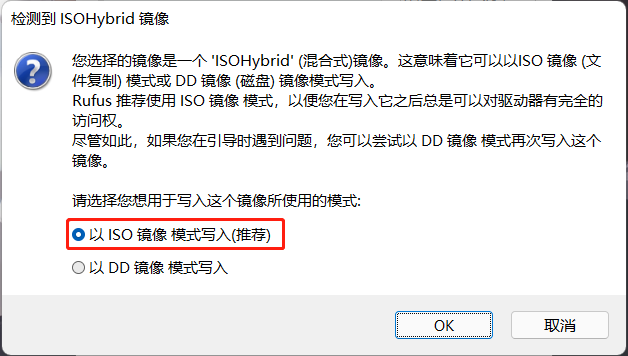 检测到 ISOHybrid 镜像
您选择的镜像是一个 'ISOHybrid' (混合式)镜像。这意味着它可以以ISO 镜像 (文
件复制) 模式或 DD 镜像 (磁盘) 镜像模式写入。
Rufus 推荐使用 ISO 镜像 模式，以便您在写入它之后总是可以对驱动器有完全的
访问权。
尽管如此，如果您在引导时遇到问题，您可以尝试以 DD 镜像 模式再次写入这个
镜像。
请选择您想用于写入这个镜像所使用的模式:
以 ISO 镜像 模式写入(推荐)
以 DD 镜像 模式写入
OK
取消